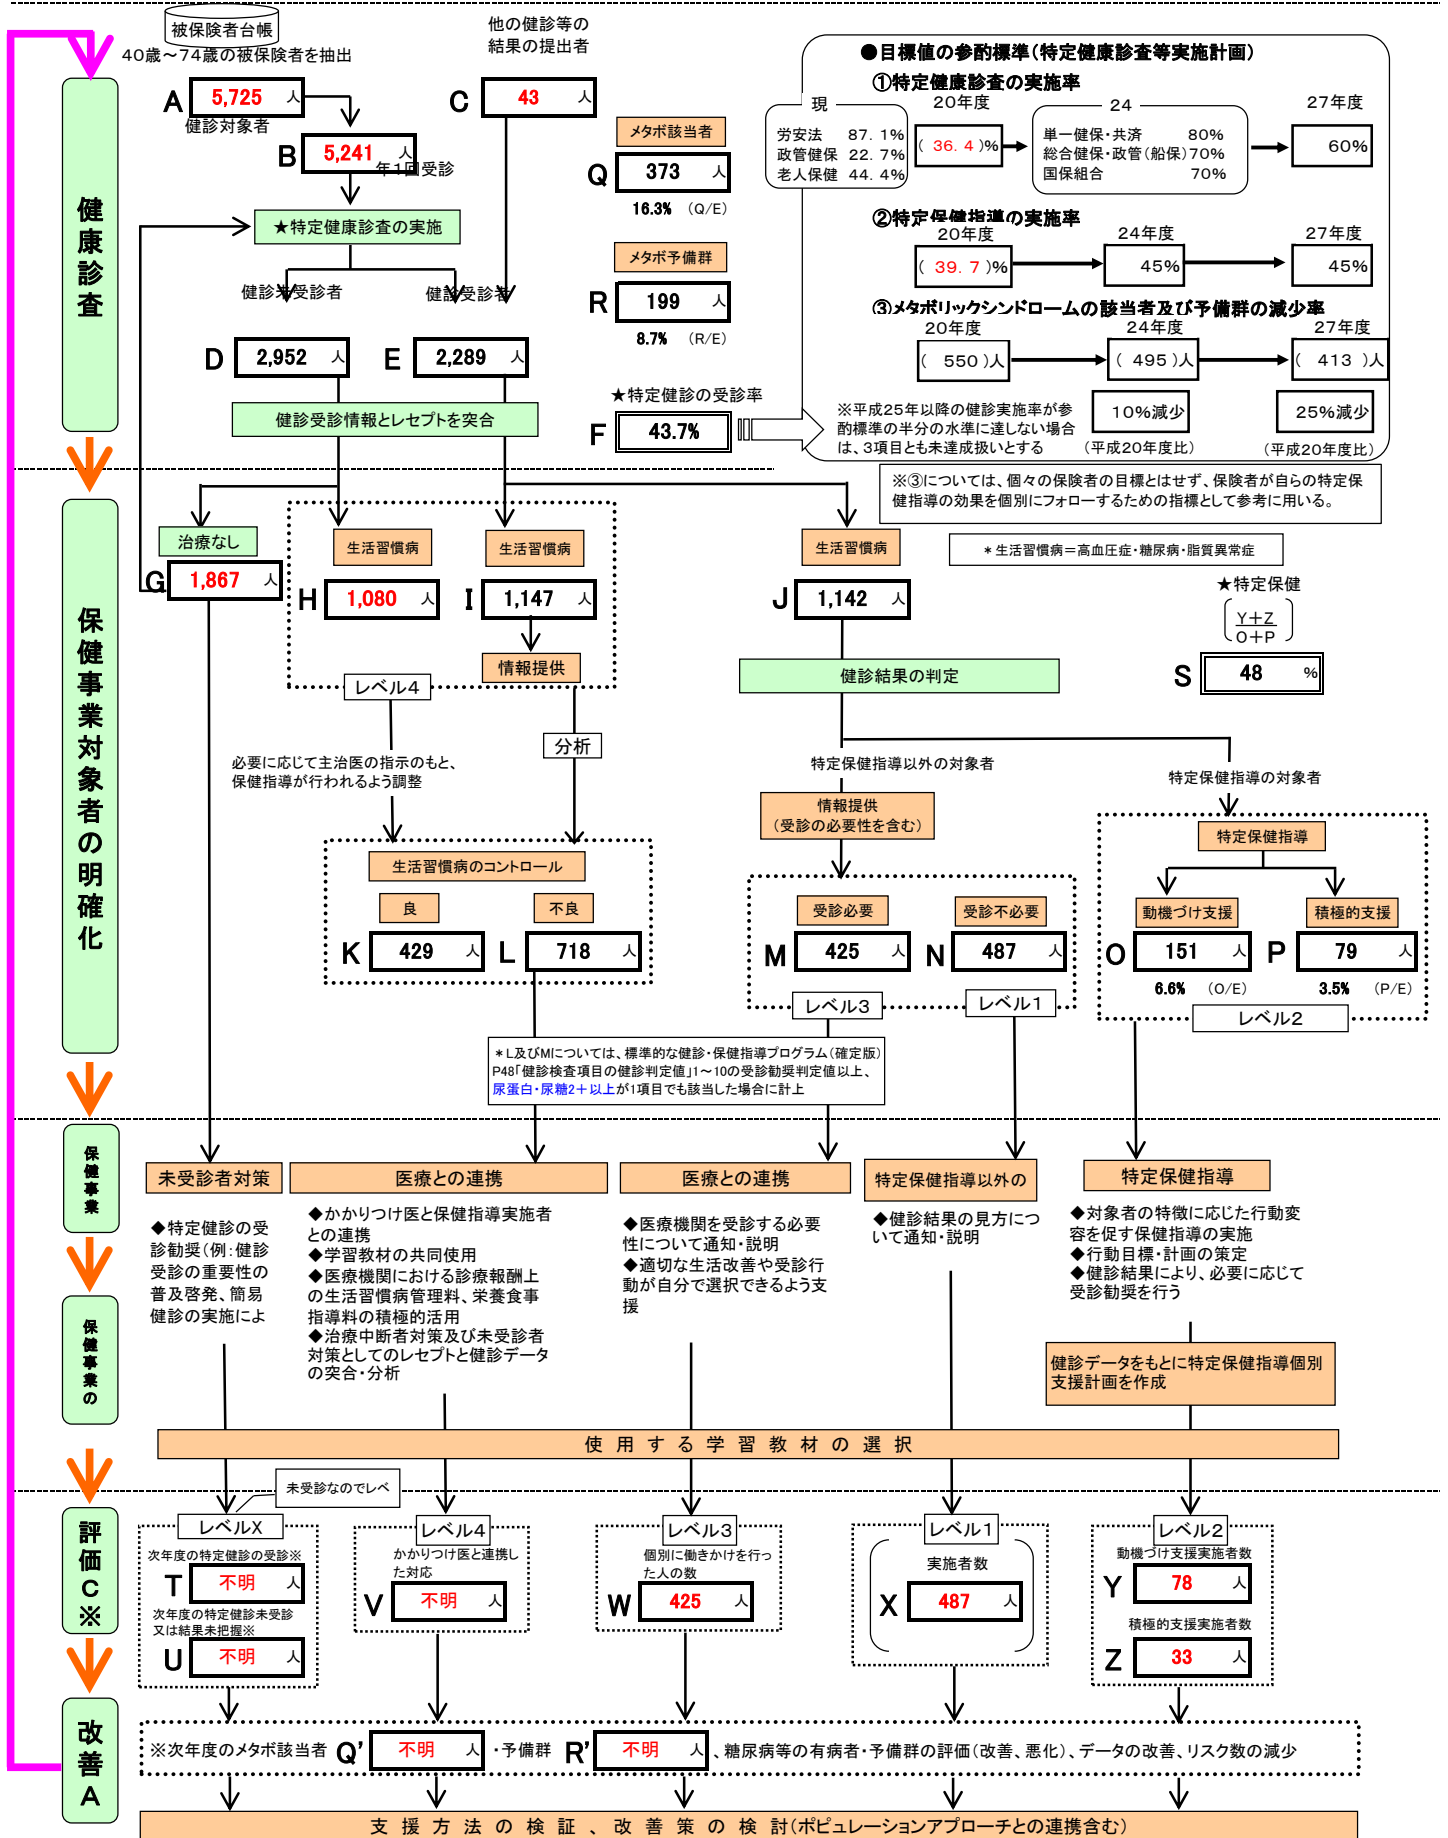 被保険者台帳
40歳～74歳の被保険者を抽出
他の健診等の
結果の提出者
A 5,725 人
健診対象者
B 5,241 人
年1回受診
C 43 人
★特定健康診査の実施
健診未受診者
健診受診者
D 2,952 人
E 2,289 人
健診受診情報とレセプトを突合
メタボ該当者
Q 373 人
16.3% (Q/E)
メタボ予備群
R 199 人
8.7% (R/E)
★特定健診の受診率
F 43.7%
●目標値の参酌標準(特定健康診査等実施計画)
①特定健康診査の実施率
現
労安法 87.1%
政管健保 22.7%
老人保健 44.4%
20年度
( 36.4 )%
24
単一健保・共済 80%
総合健保・政管(船保)70%
国保組合 70%
27年度
60%
②特定保健指導の実施率
20年度
24年度
27年度
( 39.7 )%
45%
45%
③メタボリックシンドロームの該当者及び予備群の減少率
20年度
24年度
27年度
( 550 )人
( 495 )人
( 413 )人
10%減少
25%減少
(平成20年度比)
(平成20年度比)
※平成25年以降の健診実施率が参
酌標準の半分の水準に達しない場合
は、3項目とも未達成扱いとする
※③については、個々の保険者の目標とはせず、保険者が自らの特定保
健指導の効果を個別にフォローするための指標として参考に用いる。
健康診査
保健事業対象者の明確化
治療なし
G 1,867 人
生活習慣病
H 1,080 人
生活習慣病
I 1,147 人
情報提供
レベル4
生活習慣病
J 1,142 人
*生活習慣病=高血圧症・糖尿病・脂質異常症
★特定保健
Y+Z
O+P
S 48 %
健診結果の判定
分析
必要に応じて主治医の指示のもと、
保健指導が行われるよう調整
特定保健指導以外の対象者
特定保健指導の対象者
情報提供
(受診の必要性を含む)
特定保健指導
生活習慣病のコントロール
良
不良
K 429 人
L 718 人
受診必要
受診不必要
M 425 人
N 487 人
動機づけ支援
積極的支援
O 151 人
P 79 人
6.6% (O/E)
3.5% (P/E)
レベル3
レベル1
レベル2
*L及びMについては、標準的な健診・保健指導プログラム(確定版)
P48「健診検査項目の健診判定値」1～10の受診勧奨判定値以上、
尿蛋白・尿糖2+以上が1項目でも該当した場合に計上
保健事業
未受診者対策
医療との連携
医療との連携
特定保健指導以外の
特定保健指導
◆特定健診の受
診勧奨(例:健診
受診の重要性の
普及啓発、簡易
健診の実施によ
◆かかりつけ医と保健指導実施者
との連携
◆学習教材の共同使用
◆医療機関における診療報酬上
の生活習慣病管理料、栄養食事
指導料の積極的活用
◆治療中断者対策及び未受診者
対策としてのレセプトと健診データ
の突合・分析
◆医療機関を受診する必要
性について通知・説明
◆適切な生活改善や受診行
動が自分で選択できるよう支
援
◆健診結果の見方につ
いて通知・説明
◆対象者の特徴に応じた行動変
容を促す保健指導の実施
◆行動目標・計画の策定
◆健診結果により、必要に応じて
受診勧奨を行う
保健事業の
健診データをもとに特定保健指導個別
支援計画を作成
使用する学習教材の選択
未受診なのでレベ
評価C※
レベルX
次年度の特定健診の受診※
T 不明 人
次年度の特定健診未受診
又は結果未把握※
U 不明 人
レベル4
かかりつけ医と連携し
た対応
V 不明 人
レベル3
個別に働きかけを行っ
た人の数
W 425 人
レベル1
実施者数
X 487 人
レベル2
動機づけ支援実施者数
Y 78 人
積極的支援実施者数
Z 33 人
改善A
※次年度のメタボ該当者 Q' 不明 人 ・予備群 R' 不明 人 、糖尿病等の有病者・予備群の評価(改善、悪化)、データの改善、リスク数の減少
支援方法の検証、改善策の検討(ポピュレーションアプローチとの連携含む)